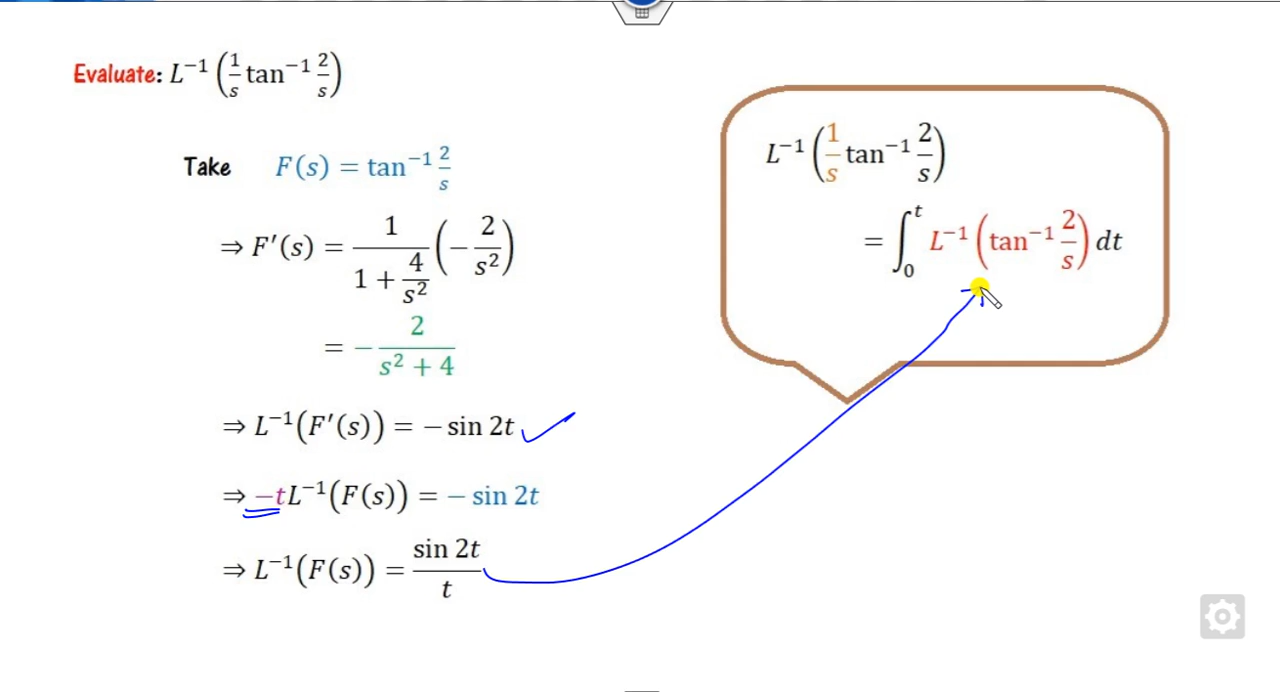 Evaluate: L⁻¹(1/s tan⁻¹ 2/s)
Take F(s) = tan⁻¹ 2/s
⇒ F′(s) = 1/(1 + 4/s²) (−2/s²)
= − 2/(s² + 4)
⇒ L⁻¹(F′(s)) = − sin 2t
⇒ −tL⁻¹(F(s)) = − sin 2t
⇒ L⁻¹(F(s)) = sin 2t/t
L⁻¹(1/s tan⁻¹ 2/s)
= ∫₀ᵗ L⁻¹(tan⁻¹ 2/s) dt